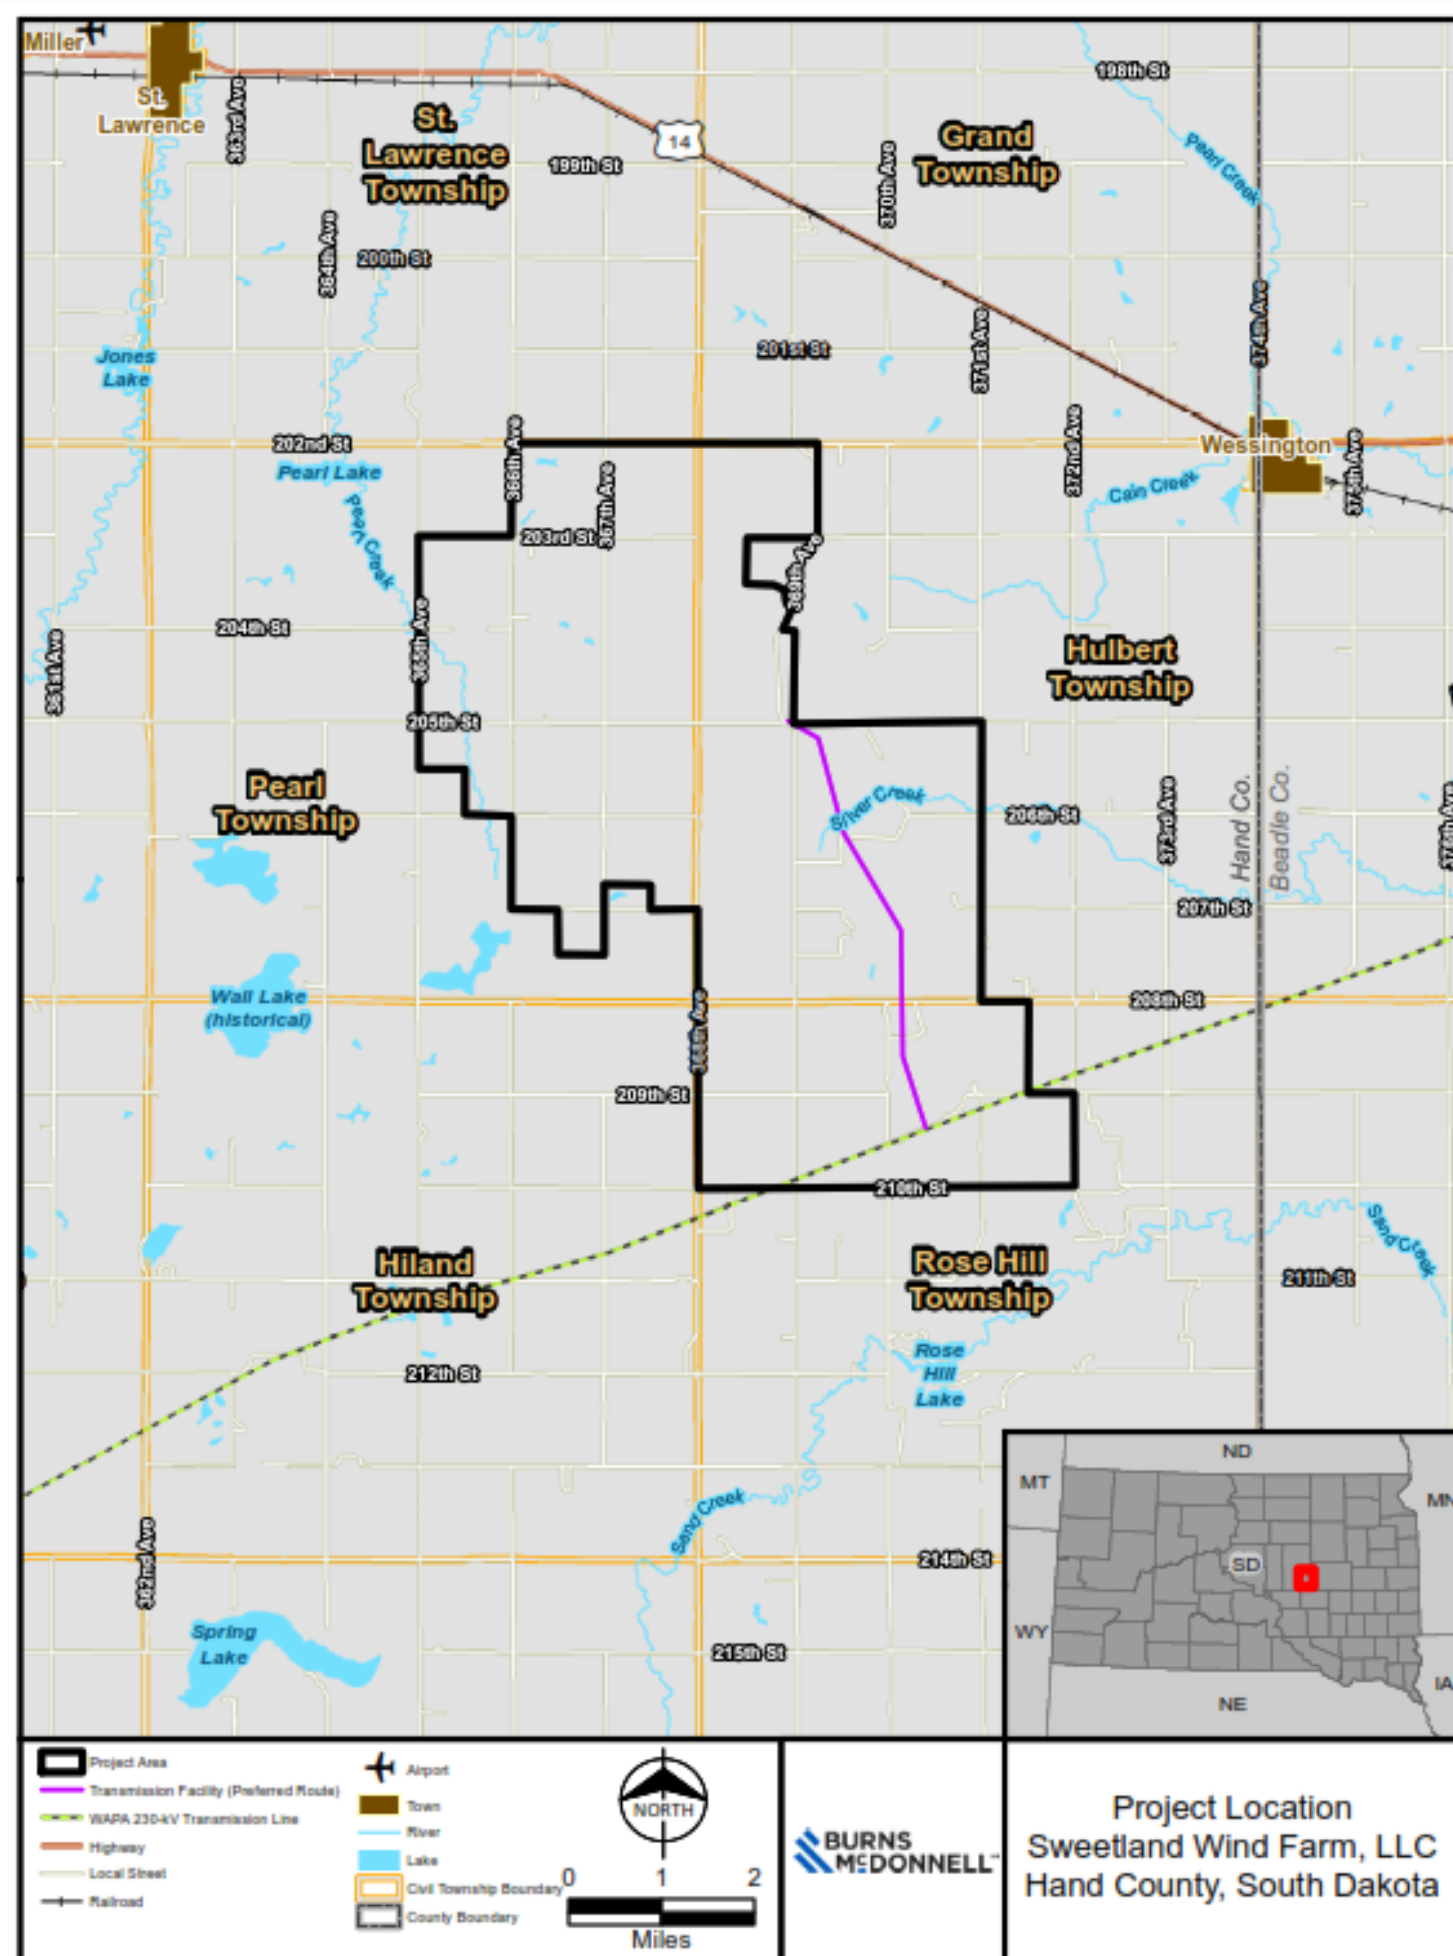 Miller
St.
Lawrence
363rd Ave
St.
Lawrence
Township
199th St
14
Grand
Township
198th St
Pearl Creek
370th Ave
364th Ave
200th St
Jones
Lake
201st St
371st Ave
374th Ave
202nd St
366th Ave
Pearl Lake
Pearl Creek
367th Ave
203rd St
369th Ave
372nd Ave
Cain Creek
Wessington
375th Ave
361st Ave
204th St
365th Ave
205th St
Hulbert
Township
Pearl
Township
Silver Creek
206th St
373rd Ave
Hand Co.
Beadle Co.
376th Ave
207th St
Wall Lake
(historical)
368th Ave
208th St
209th St
210th St
Hiland
Township
Rose Hill
Township
Sand Creek
211th St
212th St
Rose
Hill
Lake
362nd Ave
Sand Creek
214th St
Spring
Lake
215th St
ND
MT
MN
SD
WY
IA
NE
Project Area
Transmission Facility (Preferred Route)
WAPA 230-kV Transmission Line
Highway
Local Street
Railroad
Airport
Town
River
Lake
Civil Township Boundary
County Boundary
NORTH
0 1 2
Miles
BURNS
McDONNELL
Project Location
Sweetland Wind Farm, LLC
Hand County, South Dakota